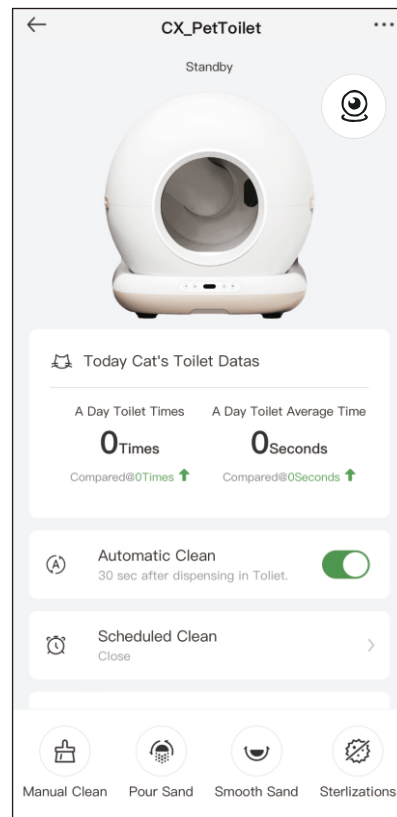 CX_PetToilet
Standby
Today Cat's Toilet Datas
A Day Toilet Times
A Day Toilet Average Time
0Times
0Seconds
Compared@0Times
Compared@0Seconds
Automatic Clean
30 sec after dispensing in Toliet.
Scheduled Clean
Close
Manual Clean
Pour Sand
Smooth Sand
Sterlizations